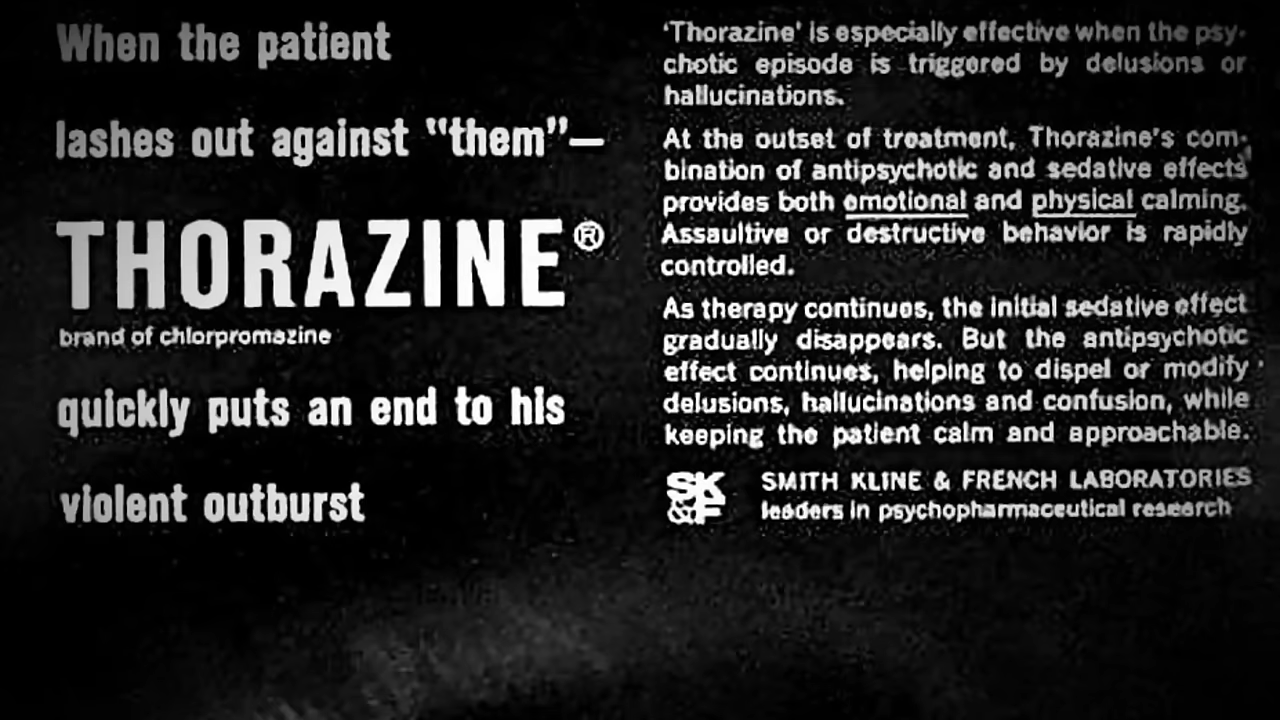 When the patient
lashes out against "them"—
THORAZINE®
brand of chlorpromazine
quickly puts an end to his
violent outburst
'Thorazine' is especially effective when the psy-
chotic episode is triggered by delusions or
hallucinations.
At the outset of treatment, Thorazine's com-
bination of antipsychotic and sedative effects
provides both emotional and physical calming.
Assaultive or destructive behavior is rapidly
controlled.
As therapy continues, the initial sedative effect
gradually disappears. But the antipsychotic
effect continues, helping to dispel or modify
delusions, hallucinations and confusion, while
keeping the patient calm and approachable.
SK
&F
SMITH KLINE & FRENCH LABORATORIES
leaders in psychopharmaceutical research